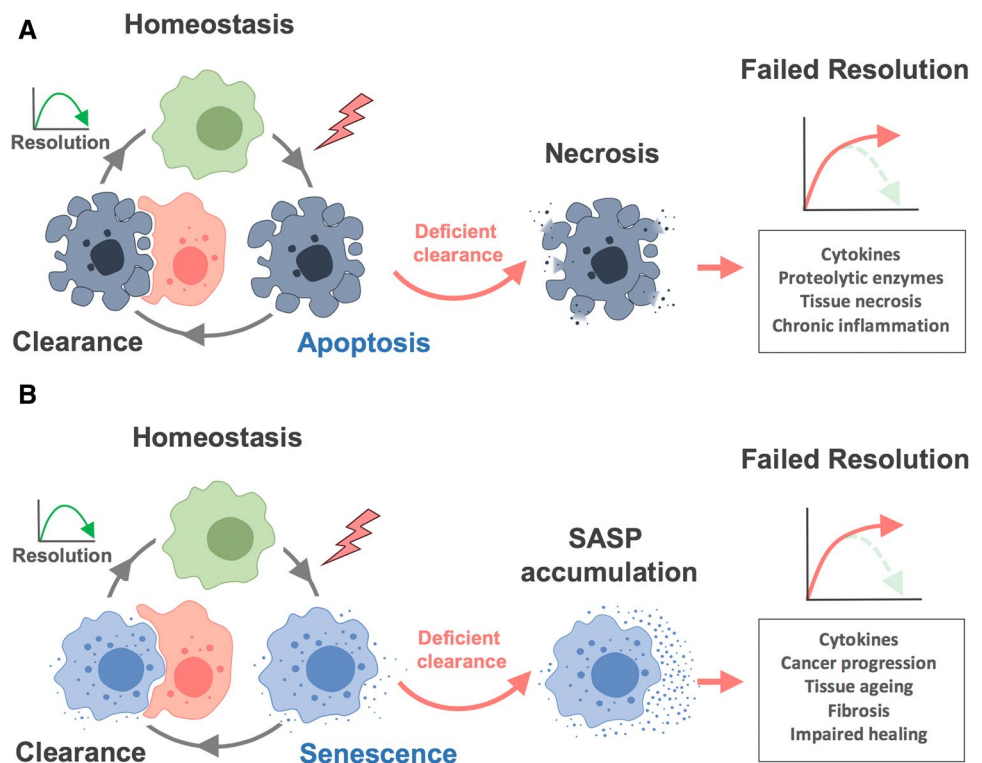 A
Homeostasis
Resolution
Clearance
Apoptosis
Deficient
clearance
Necrosis
Failed Resolution
Cytokines
Proteolytic enzymes
Tissue necrosis
Chronic inflammation
B
Homeostasis
Resolution
Clearance
Senescence
Deficient
clearance
SASP
accumulation
Failed Resolution
Cytokines
Cancer progression
Tissue ageing
Fibrosis
Impaired healing